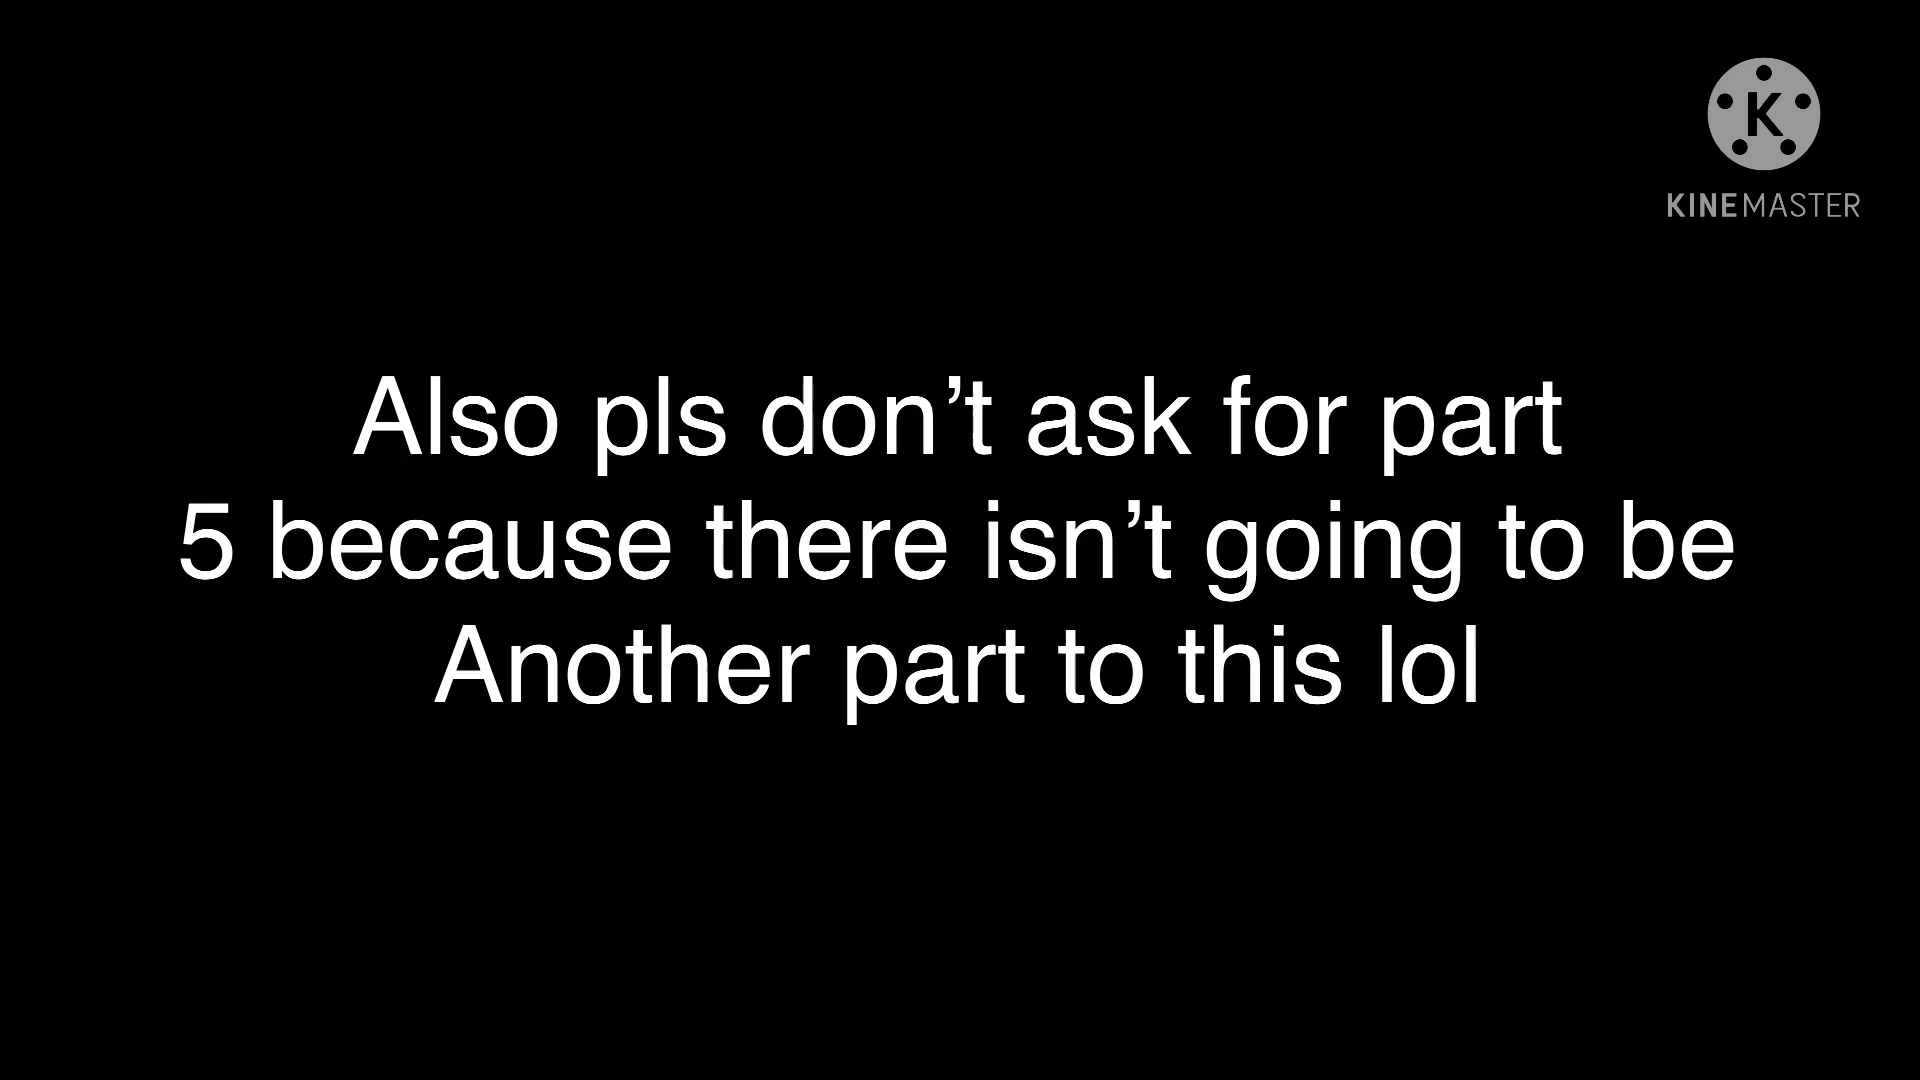 K
KINEMASTER
Also pls don’t ask for part
5 because there isn’t going to be
Another part to this lol